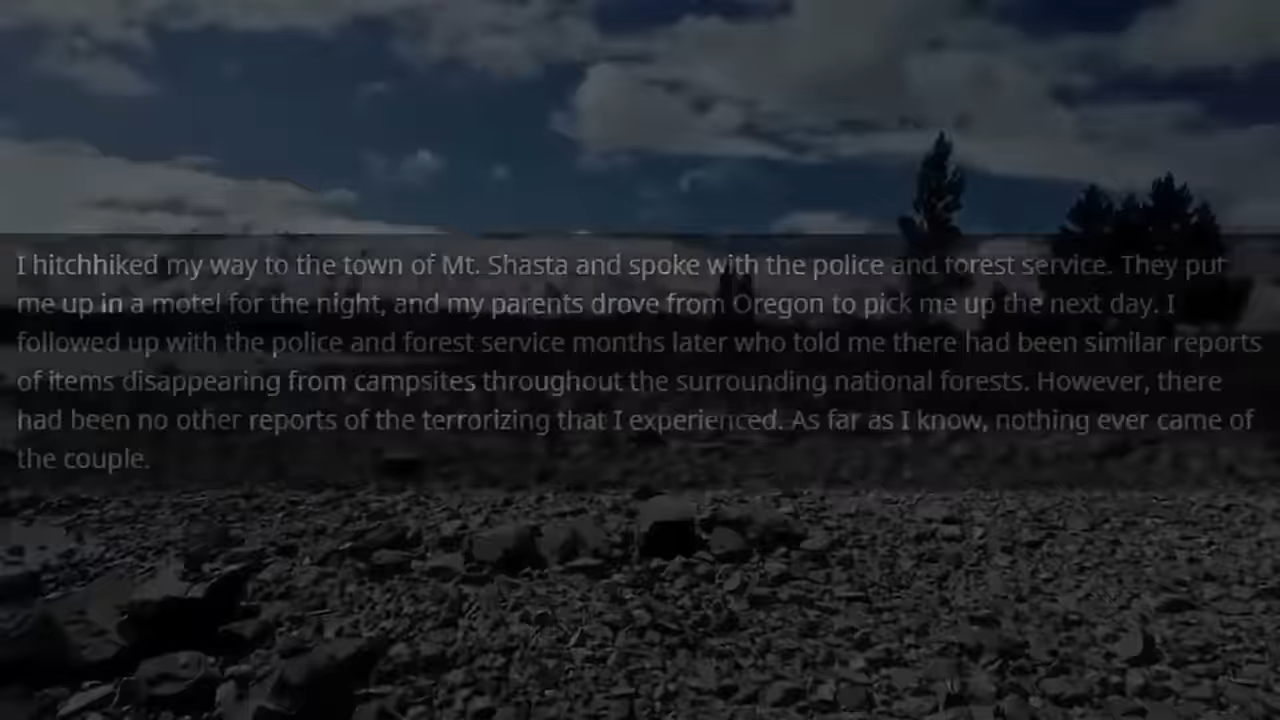 I hitchhiked my way to the town of Mt. Shasta and spoke with the police and forest service. They put
me up in a motel for the night, and my parents drove from Oregon to pick me up the next day. I
followed up with the police and forest service months later who told me there had been similar reports
of items disappearing from campsites throughout the surrounding national forests. However, there
had been no other reports of the terrorizing that I experienced. As far as I know, nothing ever came of
the couple.